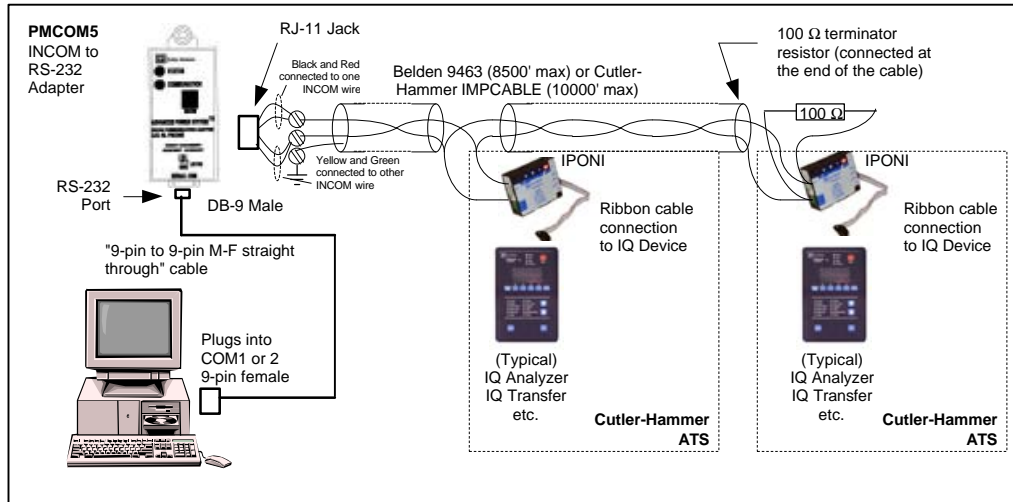 PMCOM5
INCOM to
RS-232
Adapter
RJ-11 Jack
Black and Red
connected to one
INCOM wire
Belden 9463 (8500' max) or Cutler-
Hammer IMPCABLE (10000' max)
100 Ω terminator
resistor (connected at
the end of the cable)
100 Ω
Yellow and Green
connected to other
INCOM wire
RS-232
Port
DB-9 Male
IPONI
Ribbon cable
connection
to IQ Device
IPONI
Ribbon cable
connection
to IQ Device
"9-pin to 9-pin M-F straight
through" cable
Plugs into
COM1 or 2
9-pin female
(Typical)
IQ Analyzer
IQ Transfer
etc.
Cutler-Hammer
ATS
(Typical)
IQ Analyzer
IQ Transfer
etc.
Cutler-Hammer
ATS